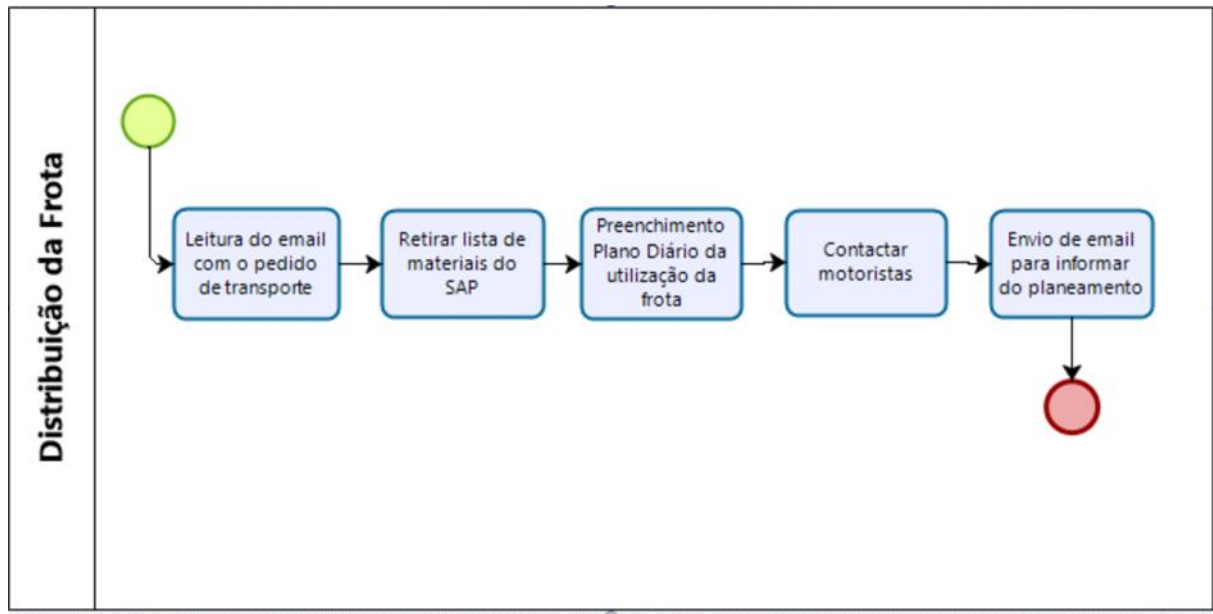 Distribuição da Frota
Leitura do email
com o pedido
de transporte
Retirar lista de
materiais do
SAP
Preenchimento
Plano Diário da
utilização da
frota
Contactar
motoristas
Envio de email
para informar
do planeamento